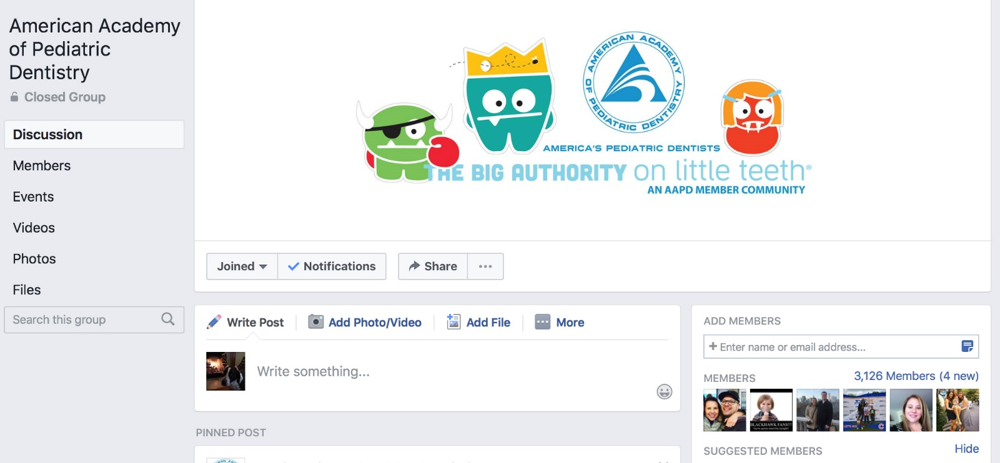 American Academy
of Pediatric
Dentistry
Closed Group
Discussion
Members
Events
Videos
Photos
Files
Search this group
AMERICAN ACADEMY OF PEDIATRIC DENTISTRY
AMERICA'S PEDIATRIC DENTISTS
THE BIG AUTHORITY on little teeth®
AN AAPD MEMBER COMMUNITY
Joined
Notifications
Share
...
Write Post
Add Photo/Video
Add File
More
Write something...
PINNED POST
ADD MEMBERS
+ Enter name or email address...
MEMBERS
3,126 Members (4 new)
BLACKHAWK FANS!!!
SUGGESTED MEMBERS
Hide